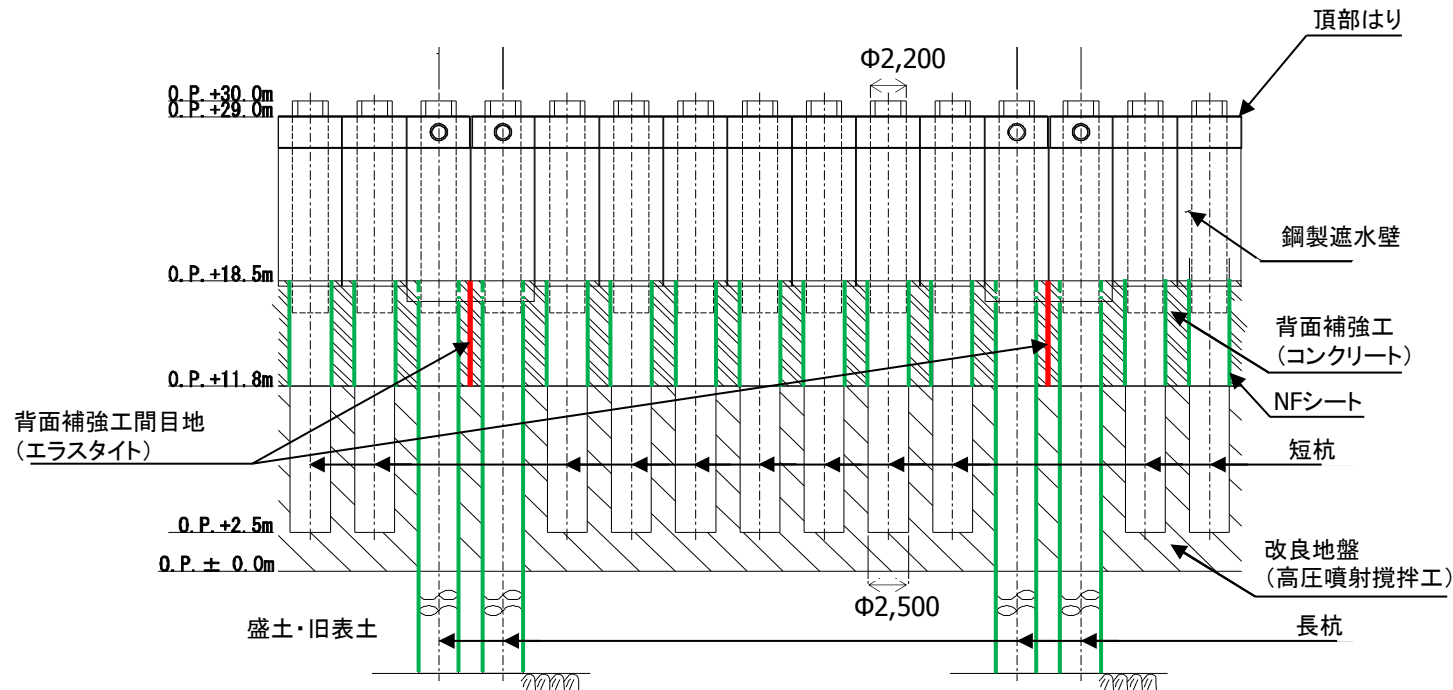 頂部はり
Φ2,200
O.P.+30.0m
O.P.+29.0m
鋼製遮水壁
O.P.+18.5m
背面補強工
(コンクリート)
O.P.+11.8m
NFシート
背面補強工間目地
(エラスタイト)
短杭
O.P.+2.5m
改良地盤
(高圧噴射撹拌工)
O.P.± 0.0m
Φ2,500
盛土・旧表土
長杭